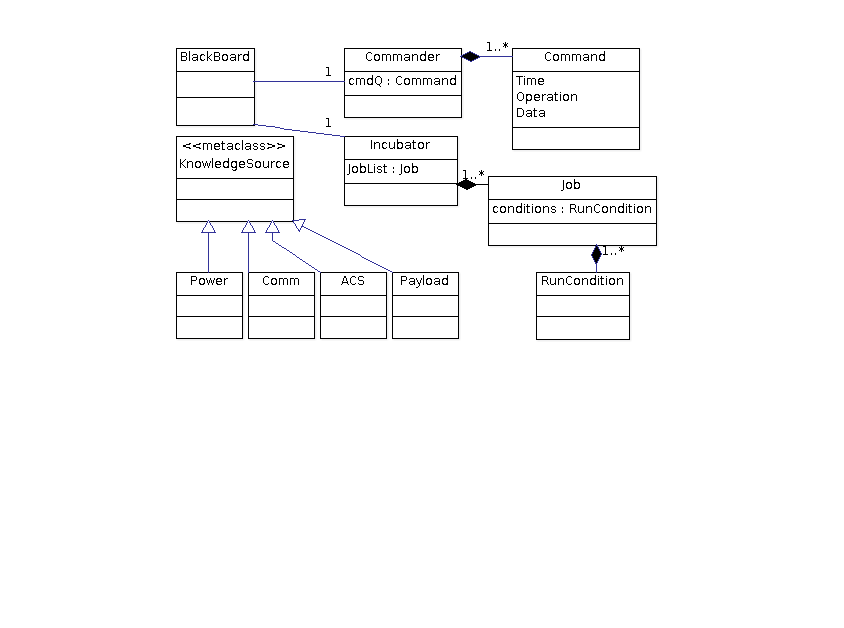 BlackBoard
1
Commander
cmdQ : Command
1..*
Command
Time
Operation
Data
1
<<metaclass>>
KnowledgeSource
Incubator
JobList : Job
1..*
Job
conditions : RunCondition
1..*
Power
Comm
ACS
Payload
RunCondition